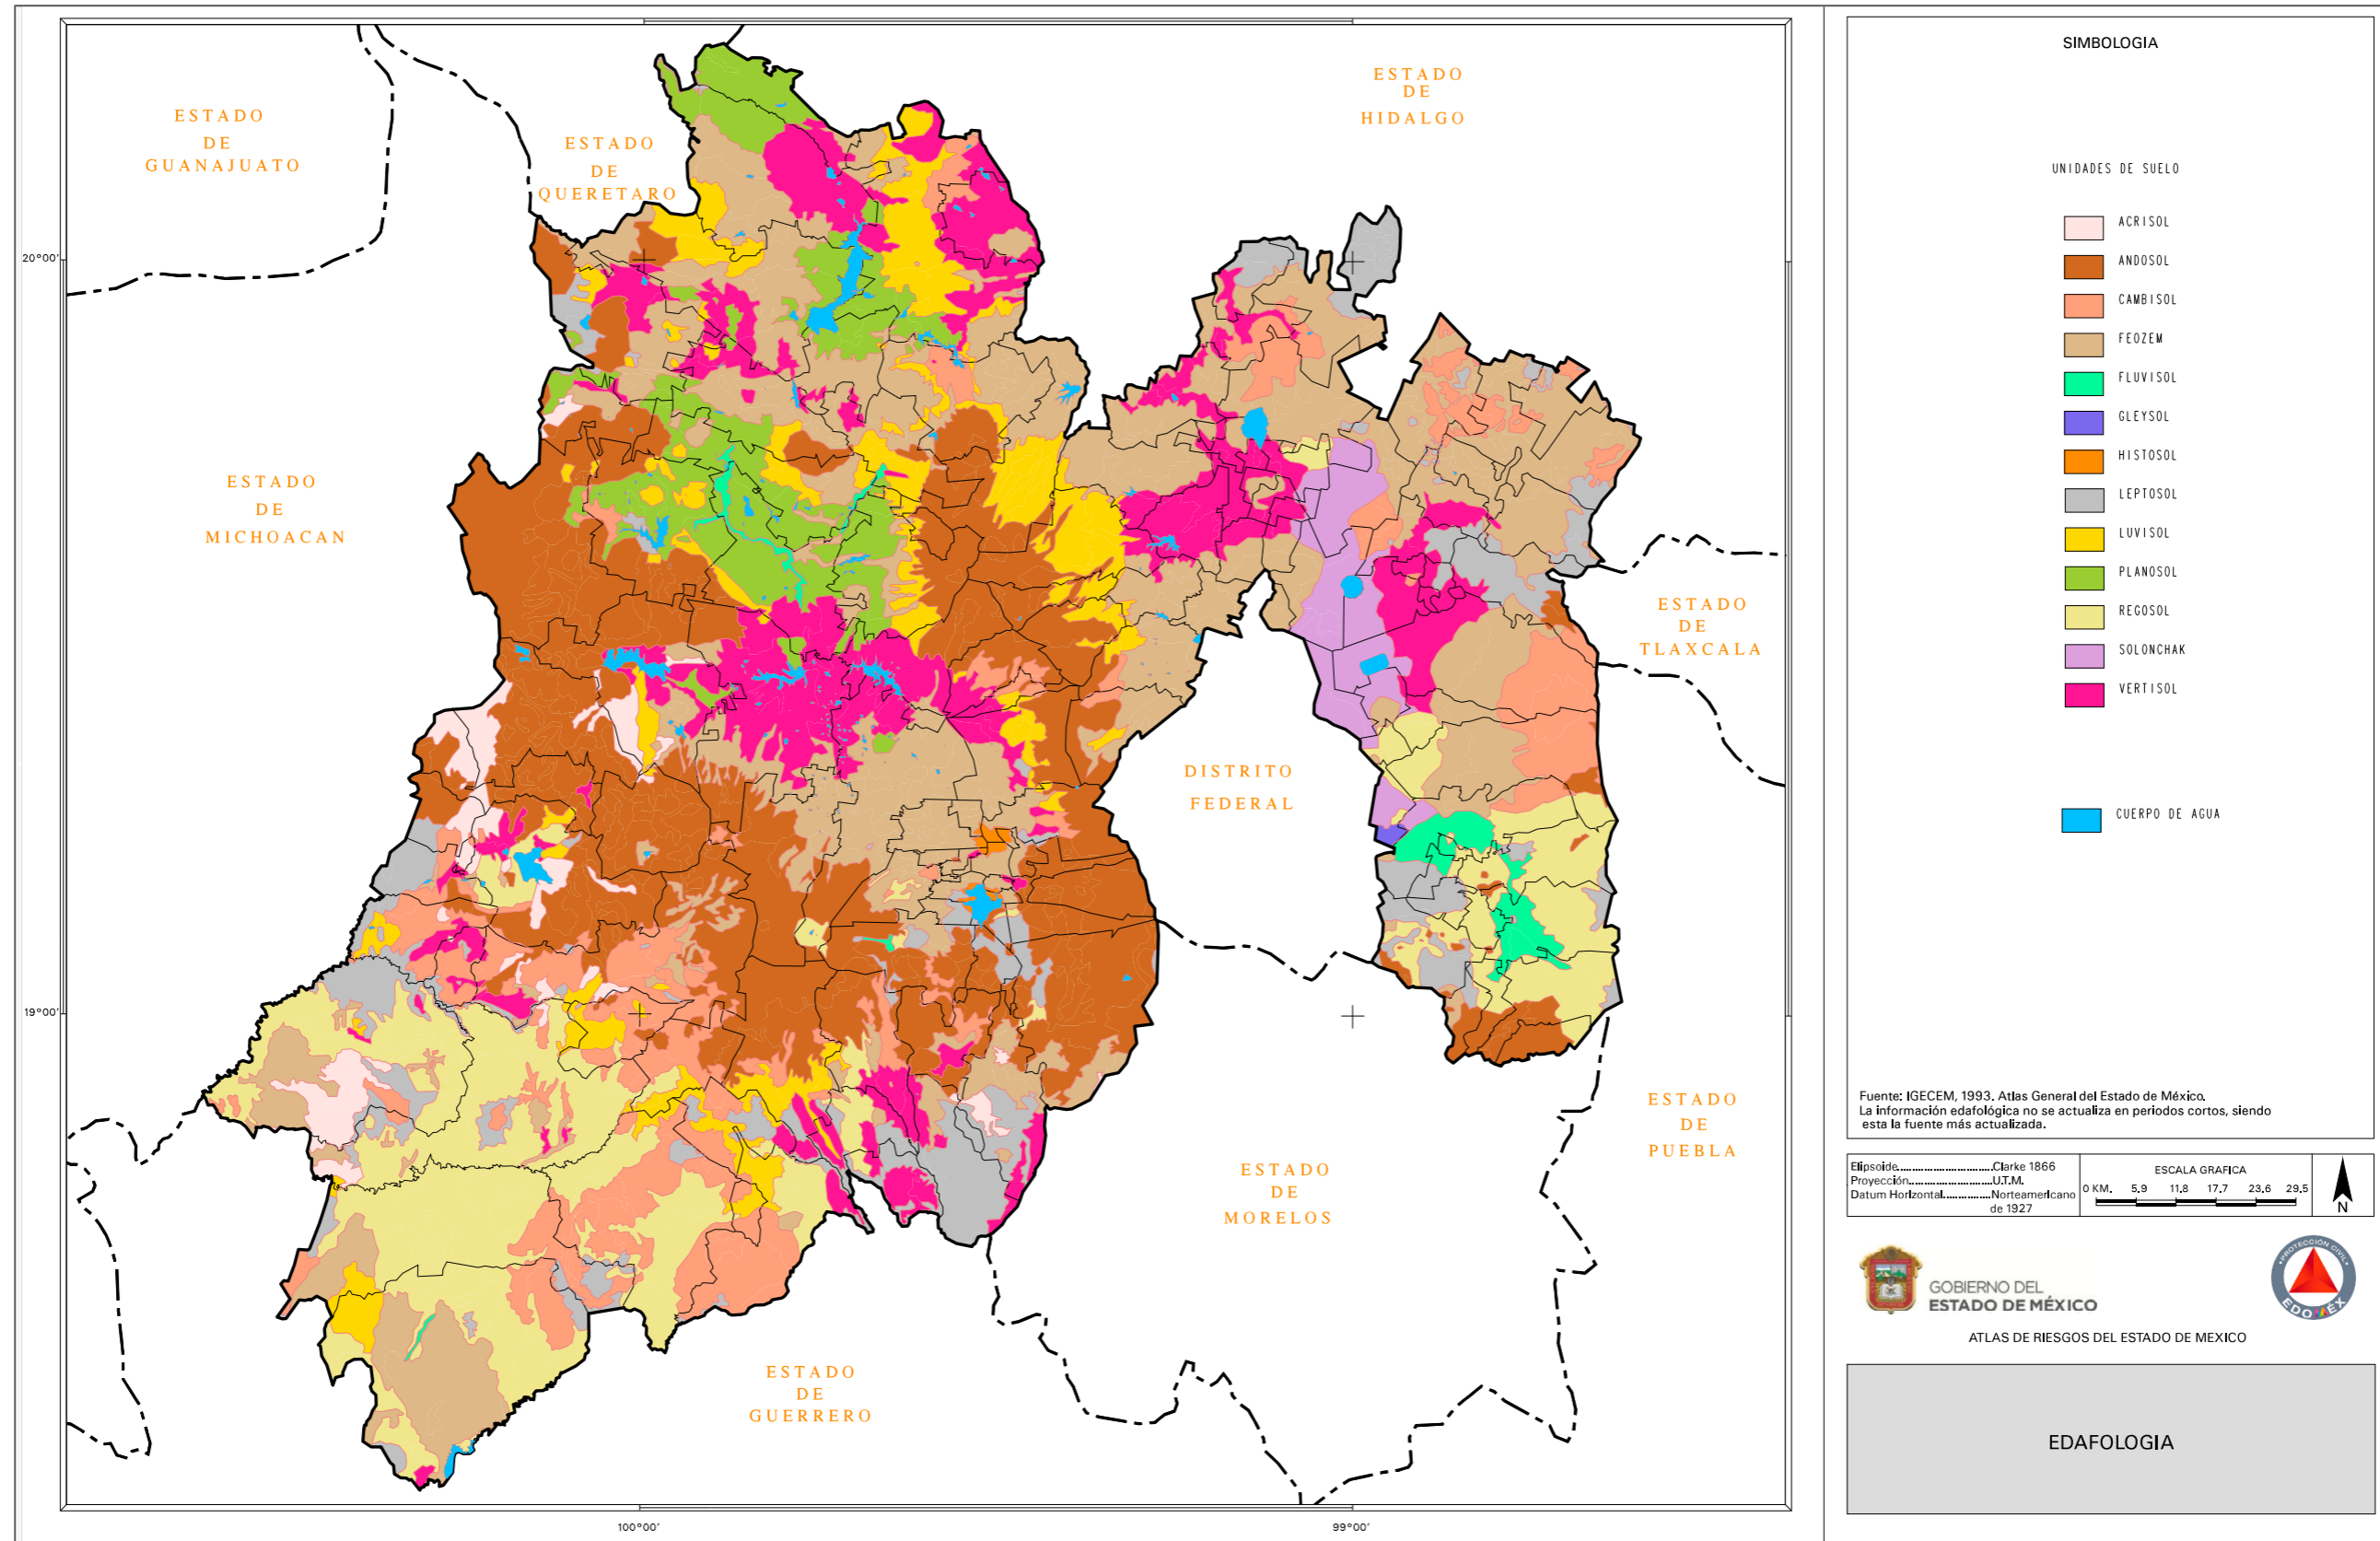 ESTADO
DE
GUANAJUATO
ESTADO
DE
QUERETARO
ESTADO
DE
HIDALGO
ESTADO
DE
MICHOACAN
ESTADO
DE
TLAXCALA
DISTRITO
FEDERAL
ESTADO
DE
PUEBLA
ESTADO
DE
MORELOS
ESTADO
DE
GUERRERO
20°00'
19°00'
100°00'
99°00'
SIMBOLOGIA
UNIDADES DE SUELO
ACRISOL
ANDOSOL
CAMBISOL
FEOZEM
FLUVISOL
GLEYSOL
HISTOSOL
LEPTOSOL
LUVISOL
PLANOSOL
REGOSOL
SOLONCHAK
VERTISOL
CUERPO DE AGUA
Fuente: IGECEM, 1993. Atlas General del Estado de México.
La información edafológica no se actualiza en periodos cortos, siendo
esta la fuente más actualizada.
Elipsoide..............................Clarke 1866
Proyección..........................U.T.M.
Datum Horizontal...............Norteamericano
de 1927
ESCALA GRAFICA
0 KM. 5.9 11.8 17.7 23.6 29.5
N
GOBIERNO DEL
ESTADO DE MÉXICO
PROTECCIÓN CIVIL
EDOMÉX
ATLAS DE RIESGOS DEL ESTADO DE MEXICO
EDAFOLOGIA